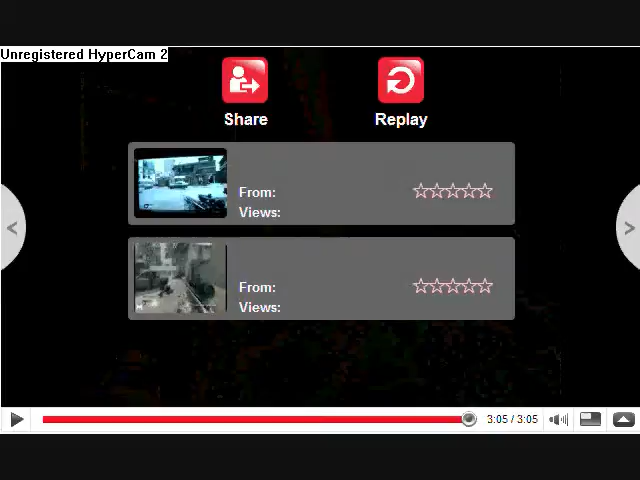 Unregistered HyperCam 2
Share
Replay
From:
Views:
From:
Views:
3:05 / 3:05